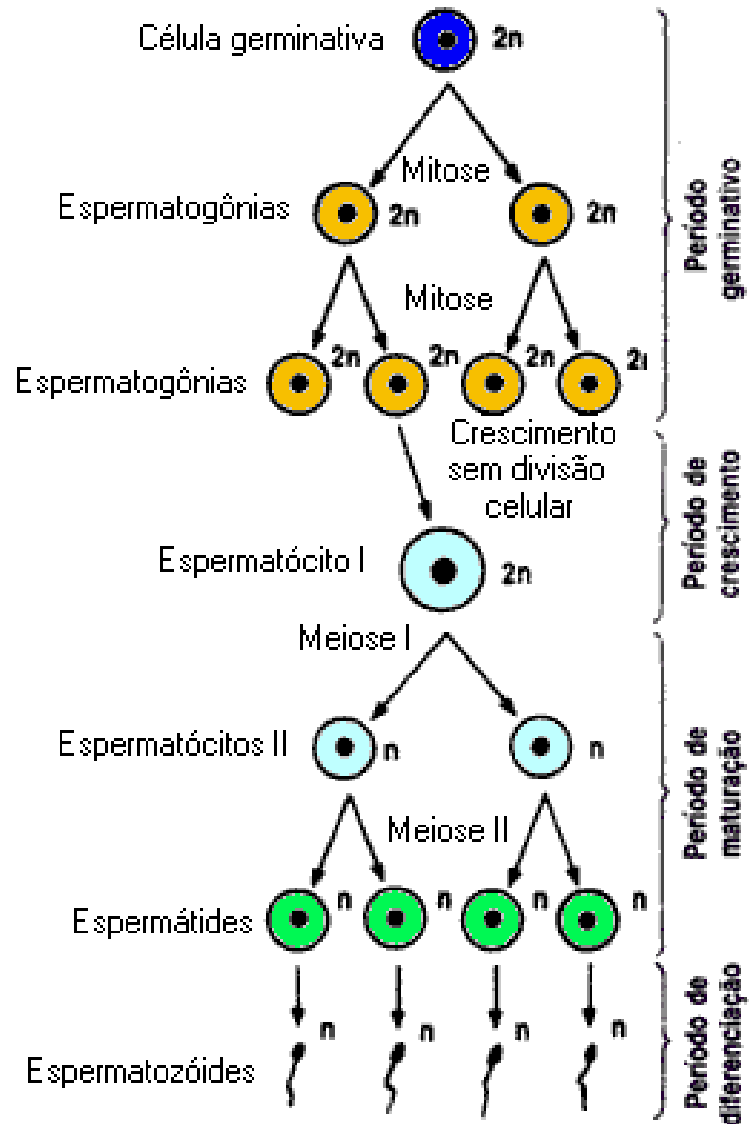 Célula germinativa
2n
Mitose
Espermatogônias
2n
2n
Mitose
Espermatogônias
2n
2n
2n
2n
Período
germinativo
Crescimento
sem divisão
celular
Espermatócito I
2n
Período de
crescimento
Meiose I
Espermatócitos II
n
n
Meiose II
Espermátides
n
n
n
n
Período de
maturação
Espermatozóides
n
n
n
n
Período de
diferenciação